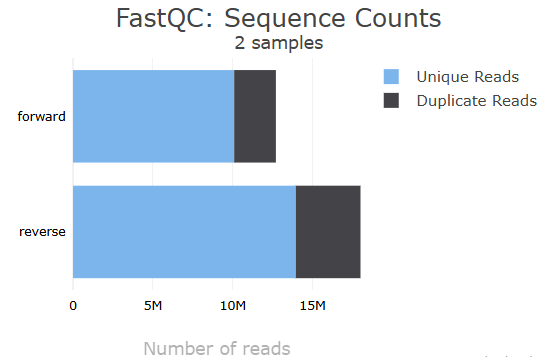 FastQC: Sequence Counts
2 samples
Unique Reads
Duplicate Reads
forward
reverse
0 5M 10M 15M
Number of reads